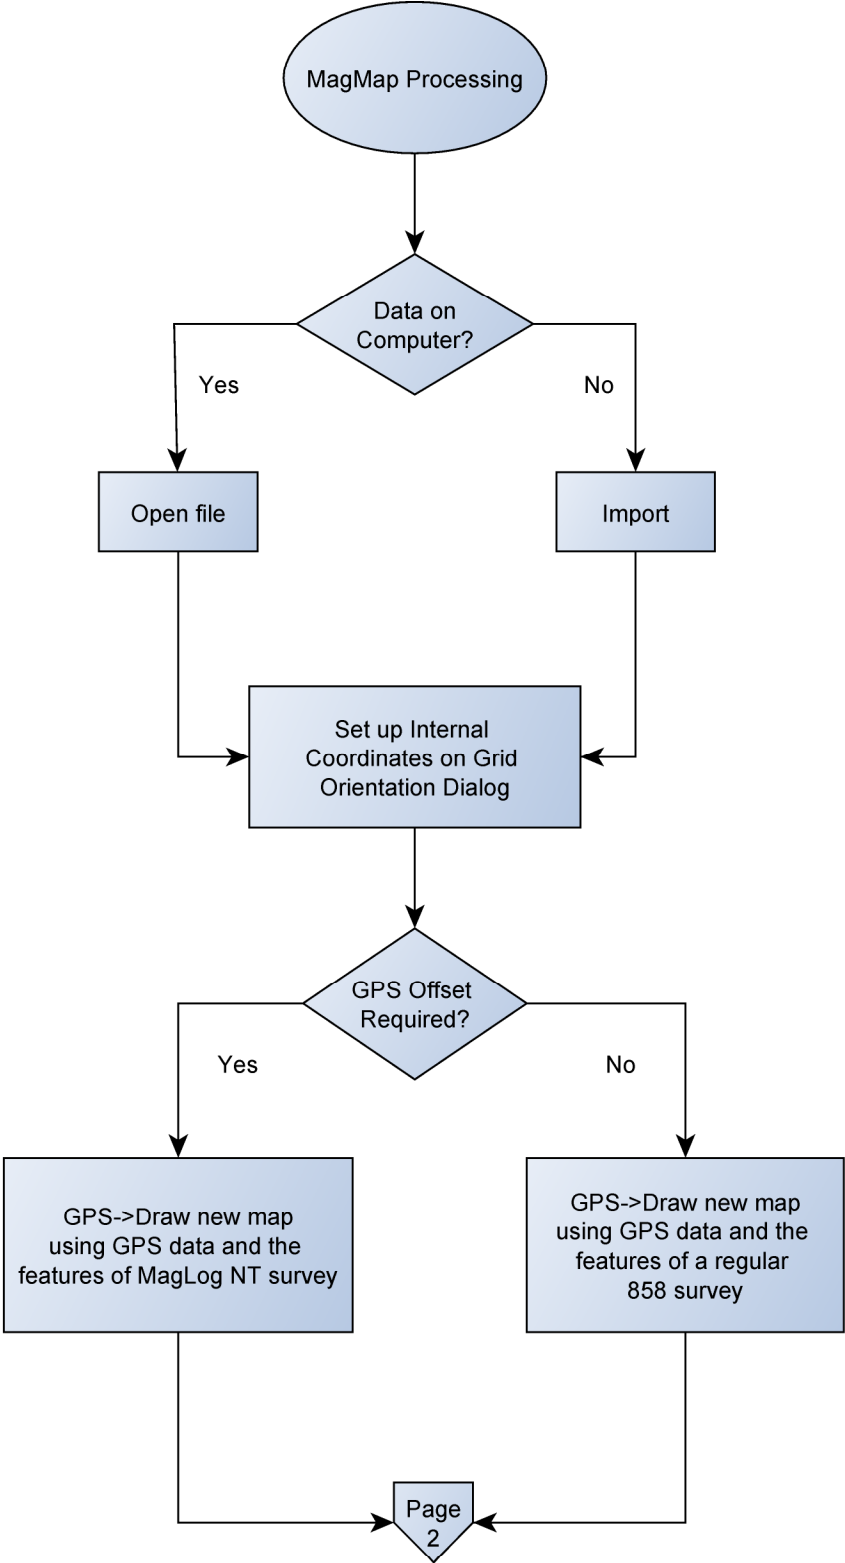 MagMap Processing
Data on
Computer?
Yes
No
Open file
Import
Set up Internal
Coordinates on Grid
Orientation Dialog
GPS Offset
Required?
Yes
No
GPS->Draw new map
using GPS data and the
features of MagLog NT survey
GPS->Draw new map
using GPS data and the
features of a regular
858 survey
Page
2